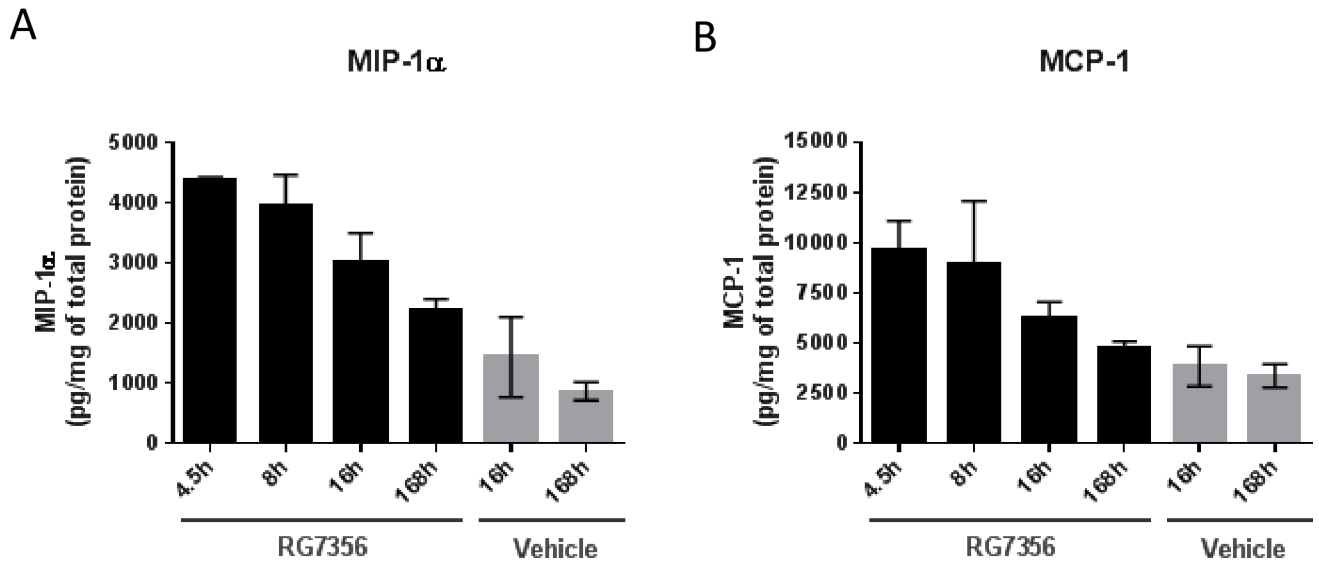 A
MIP-1α
MIP-1α
(pg/mg of total protein)
5000
4000
3000
2000
1000
0
4.5h
8h
16h
168h
16h
168h
RG7356
Vehicle
B
MCP-1
MCP-1
(pg/mg of total protein)
15000
12500
10000
7500
5000
2500
0
4.5h
8h
16h
168h
16h
168h
RG7356
Vehicle